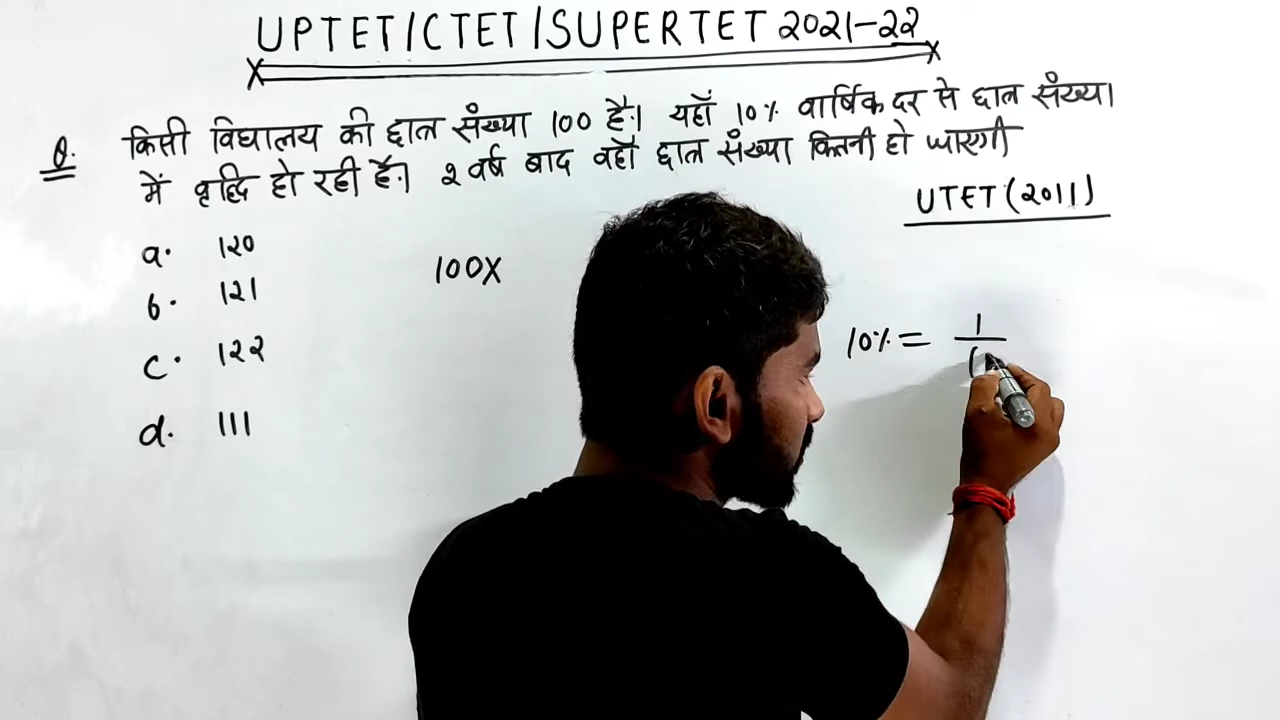 UPTET/CTET/SUPERTET 2021-22
Q. किसी विद्यालय की छात्र संख्या 100 है। यहाँ 10% वार्षिक दर से छात्र संख्या
में वृद्धि हो रही है। 2 वर्ष बाद वहाँ छात्र संख्या कितनी हो जाएगी
UTET (2011)
a. 120
b. 121
c. 122
d. 111
100X
10% = 1